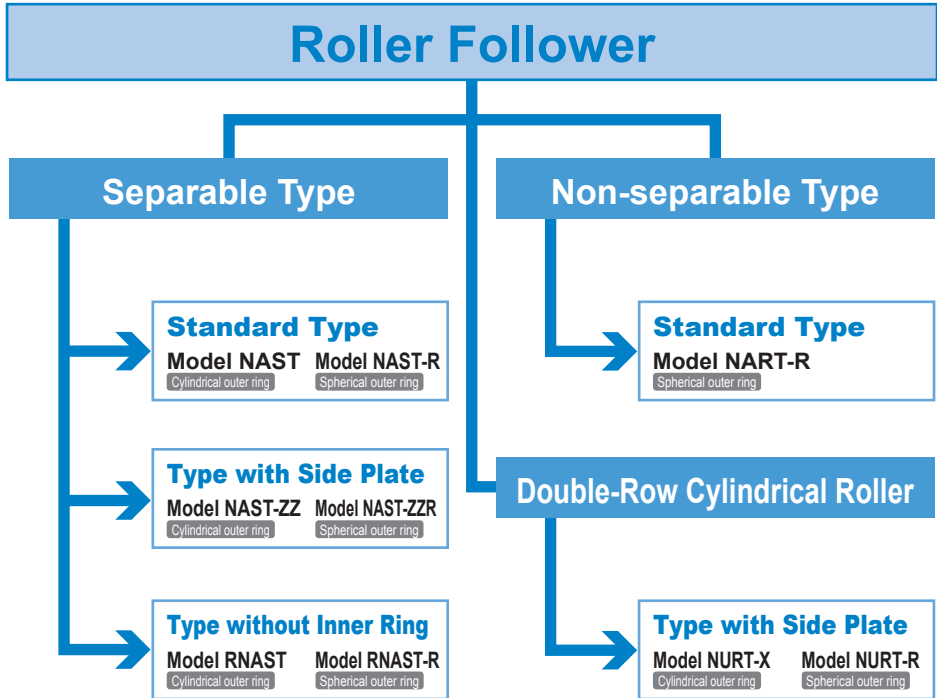 Roller Follower
Separable Type
Standard Type
Model NAST Model NAST-R
Cylindrical outer ring Spherical outer ring
Type with Side Plate
Model NAST-ZZ Model NAST-ZZR
Cylindrical outer ring Spherical outer ring
Type without Inner Ring
Model RNAST Model RNAST-R
Cylindrical outer ring Spherical outer ring
Non-separable Type
Standard Type
Model NART-R
Spherical outer ring
Double-Row Cylindrical Roller
Type with Side Plate
Model NURT-X Model NURT-R
Cylindrical outer ring Spherical outer ring